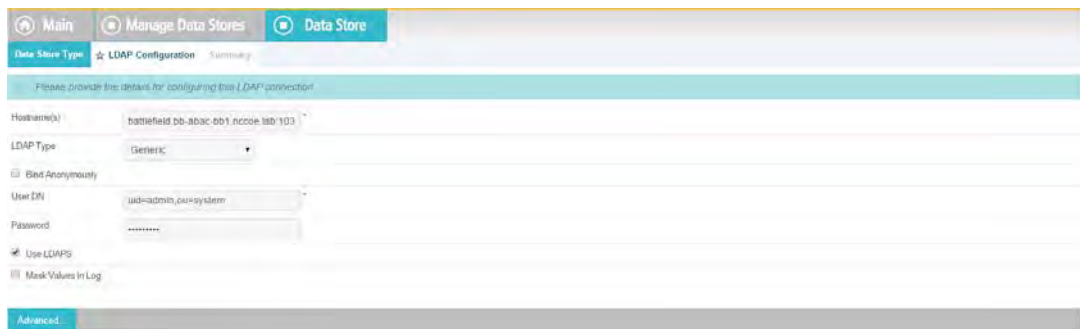 Main Manage Data Stores Data Store
Data Store Type LDAP Configuration Summary
Please provide the details for configuring this LDAP connection
Hostname(s) battlefield.bb-abac-bb1.nccoe.lab:103 *
LDAP Type Generic
Bind Anonymously
User DN uid=admin,ou=system *
Password •••••••••
Use LDAPS
Mask Values in Log
Advanced...